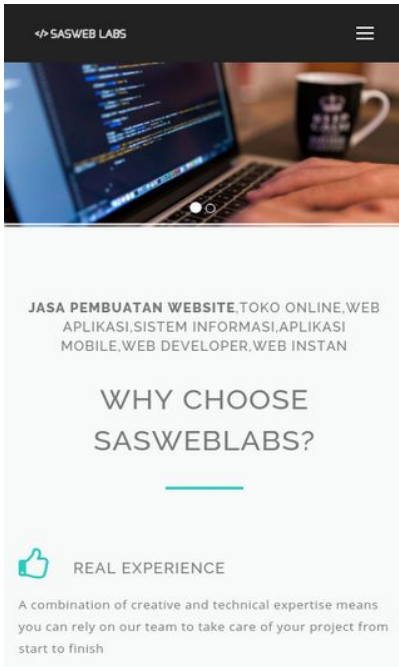 </> SASWEB LABS
JASA PEMBUATAN WEBSITE,TOKO ONLINE,WEB
APLIKASI,SISTEM INFORMASI,APLIKASI
MOBILE,WEB DEVELOPER,WEB INSTAN
WHY CHOOSE
SASWEBLABS?
REAL EXPERIENCE
A combination of creative and technical expertise means
you can rely on our team to take care of your project from
start to finish